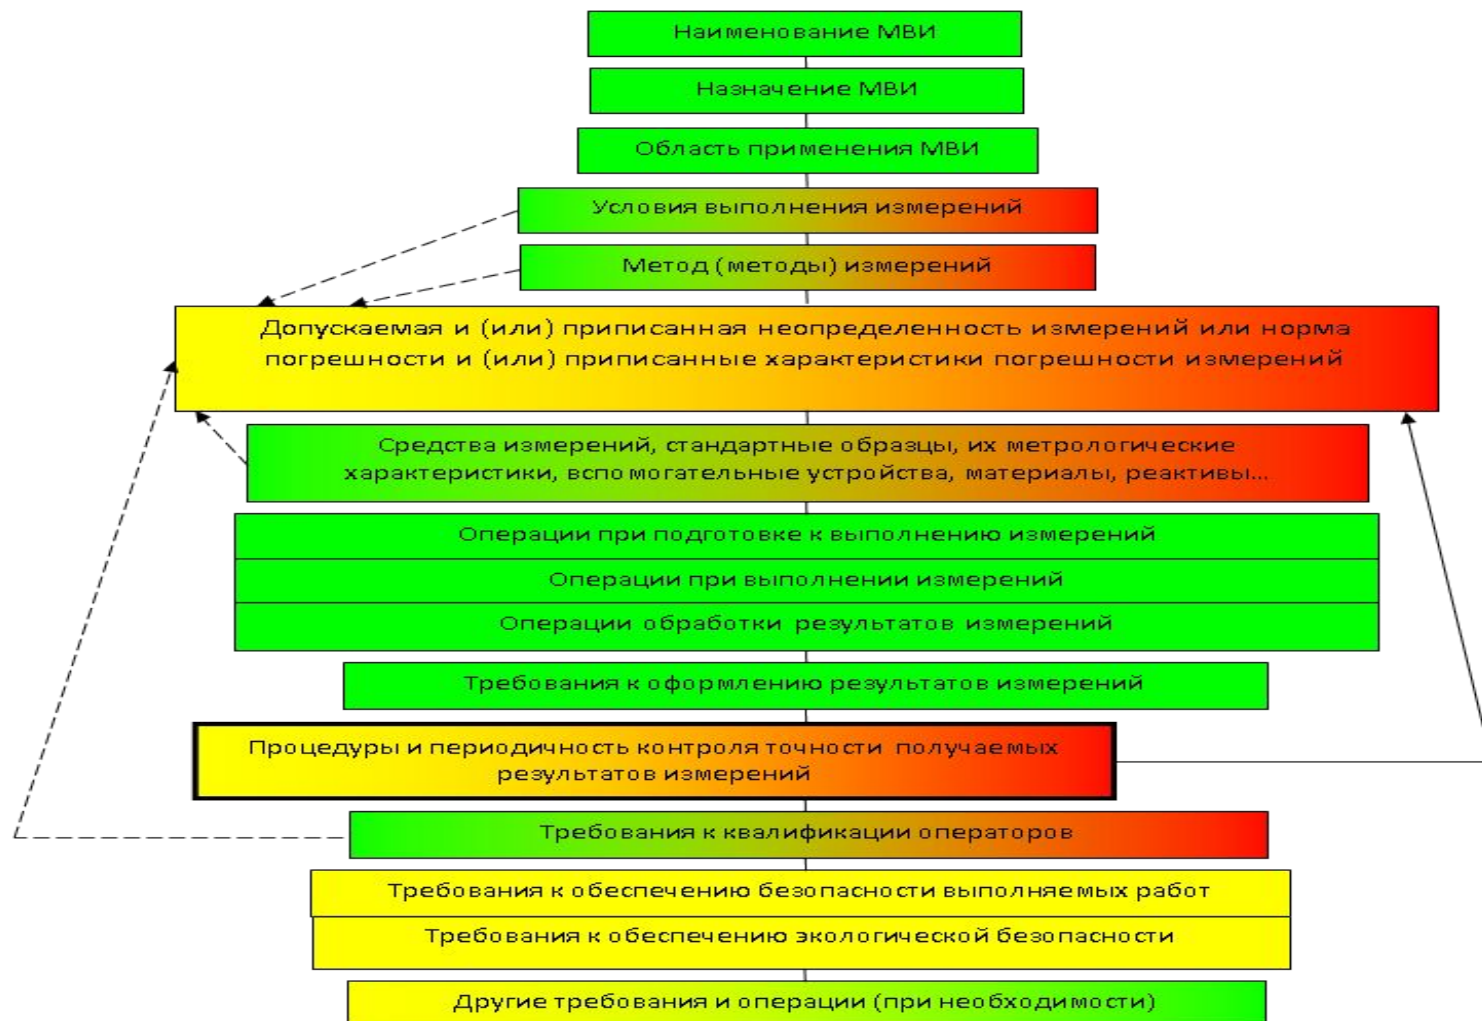 Наименование МВИ
Назначение МВИ
Область применения МВИ
Условия выполнения измерений
Метод (методы) измерений
Допускаемая и (или) приписанная неопределенность измерений или норма
погрешности и (или) приписанные характеристики погрешности измерений
Средства измерений, стандартные образцы, их метрологические
характеристики, вспомогательные устройства, материалы, реактивы...
Операции при подготовке к выполнению измерений
Операции при выполнении измерений
Операции обработки результатов измерений
Требования к оформлению результатов измерений
Процедуры и периодичность контроля точности получаемых
результатов измерений
Требования к квалификации операторов
Требования к обеспечению безопасности выполняемых работ
Требования к обеспечению экологической безопасности
Другие требования и операции (при необходимости)